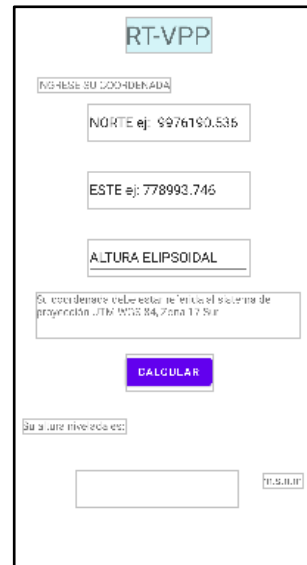 RT-VPP
INGRESE SU COORDENADA
NORTE ej: 9976190.536
ESTE ej: 778993.746
ALTURA ELIPSOIDAL
Su coordenada debe estar referida al sistema de
proyección UTM WGS 84, Zona 17 Sur
CALCULAR
Su altura nivelada es:
m.s.n.m